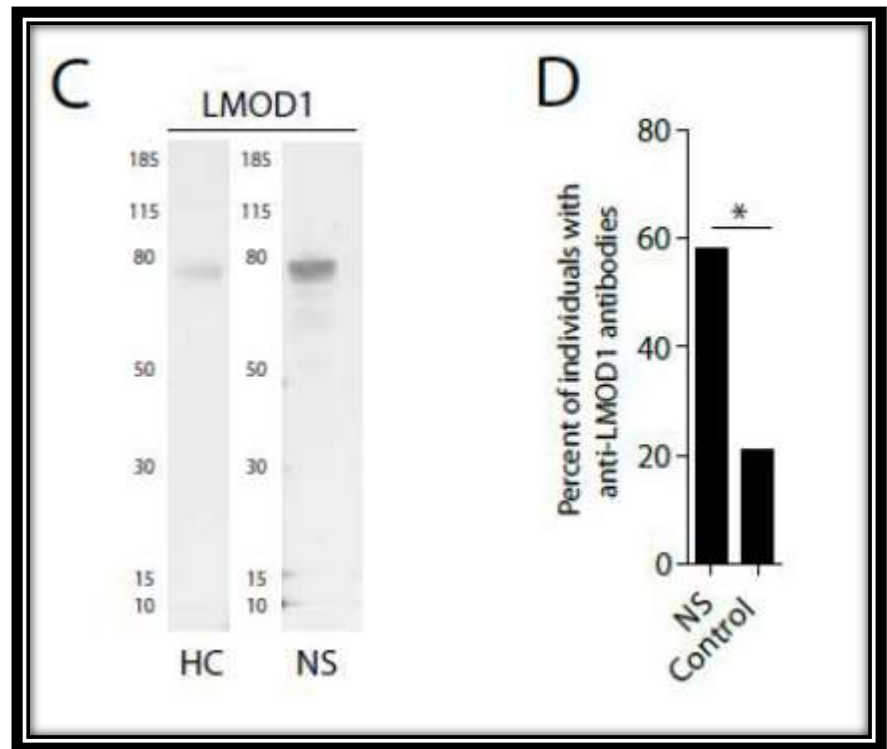 C
LMOD1
185 185
115 115
80 80
50 50
30 30
15 15
10 10
HC NS
D
Percent of individuals with
anti-LMOD1 antibodies
80
60
40
20
0
*
NS
Control